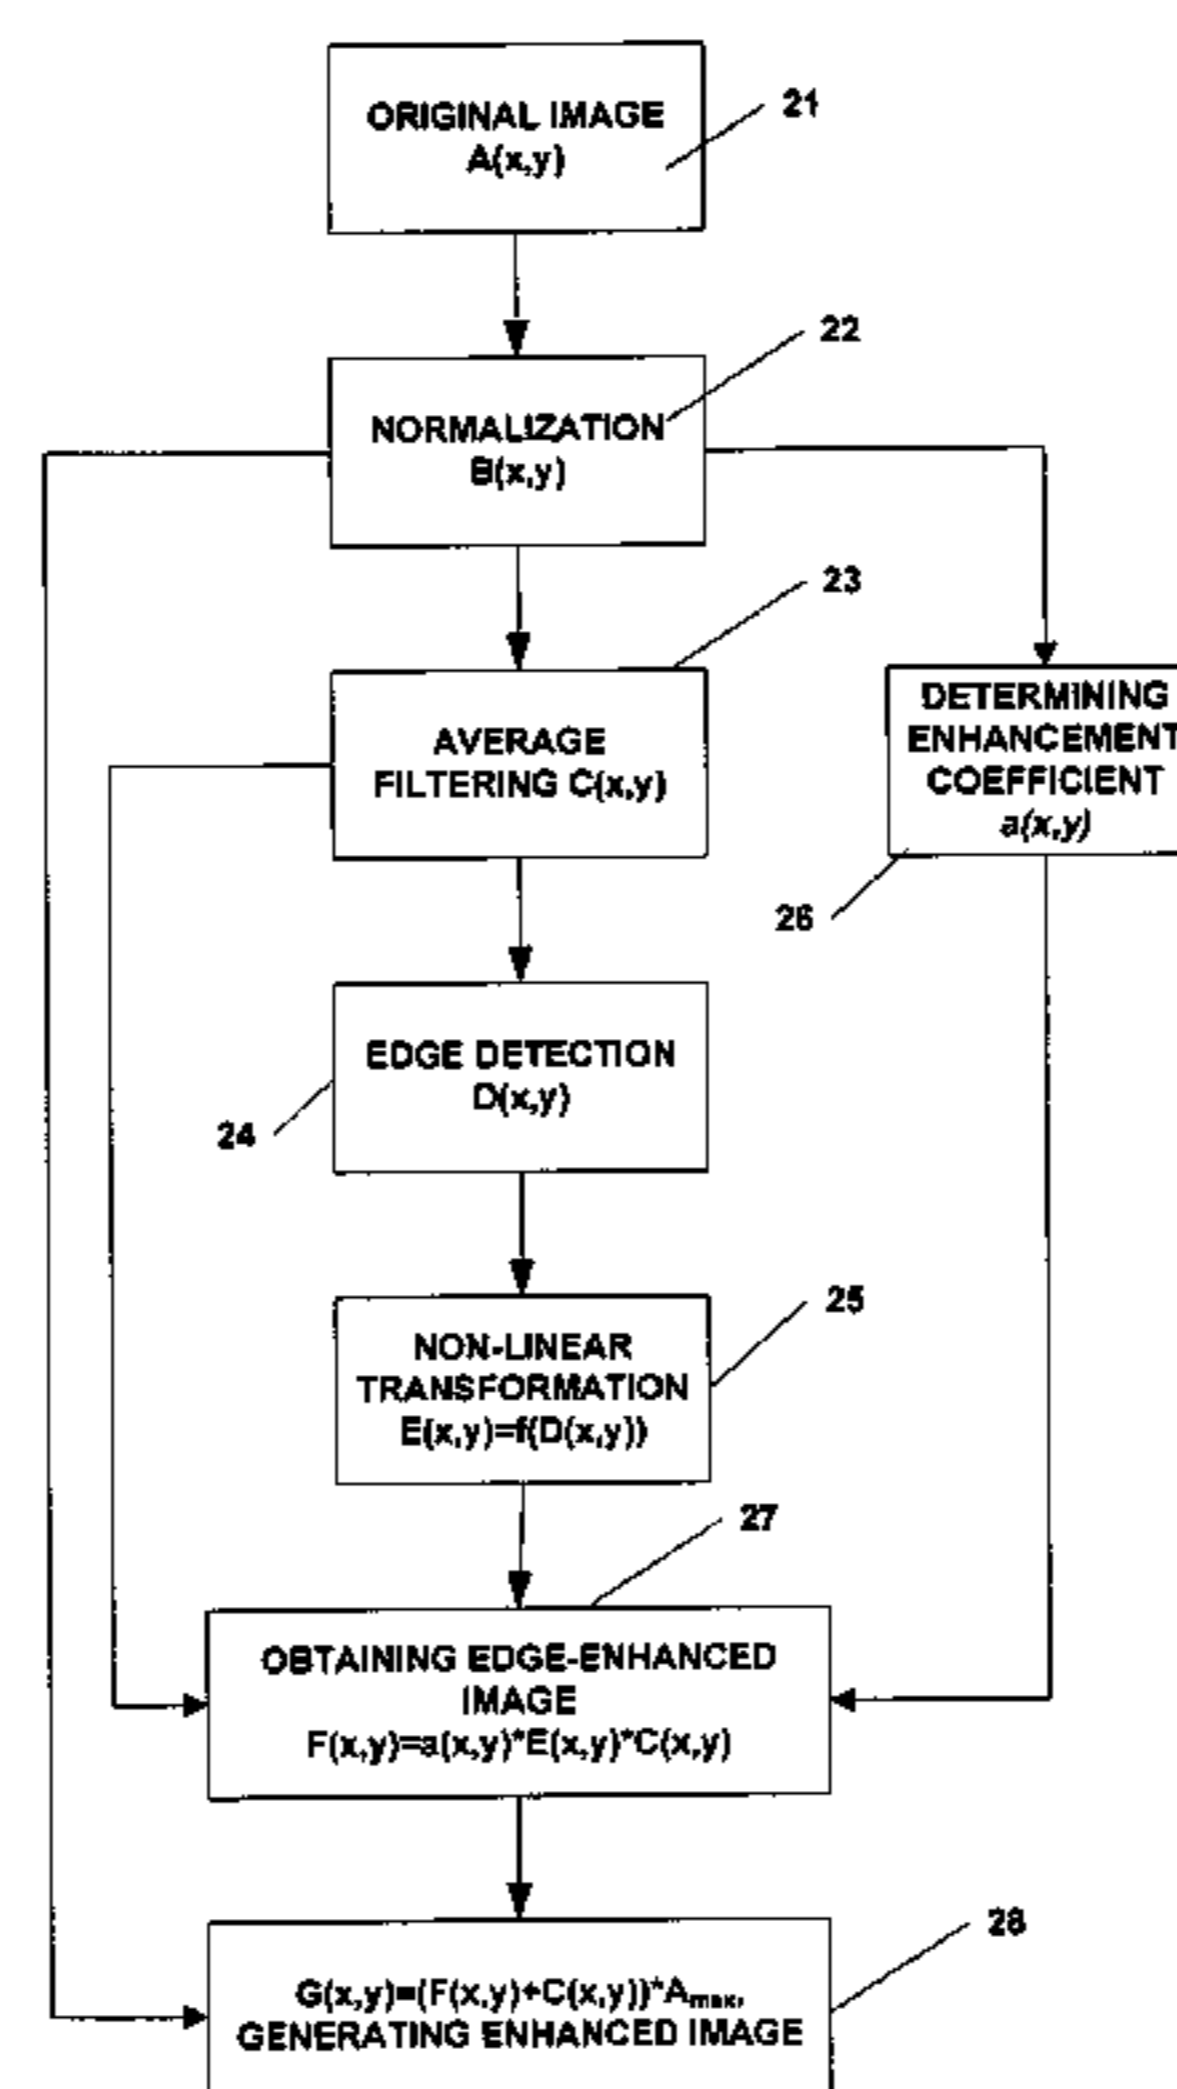 ORIGINAL IMAGE
A(x,y)
21
22
NORMALIZATION
B(x,y)
23
AVERAGE
FILTERING C(x,y)
DETERMINING
ENHANCEMENT
COEFFICIENT
a(x,y)
26
EDGE DETECTION
D(x,y)
24
25
NON-LINEAR
TRANSFORMATION
E(x,y)=f(D(x,y))
27
OBTAINING EDGE-ENHANCED
IMAGE
F(x,y)=a(x,y)*E(x,y)*C(x,y)
28
G(x,y)=(F(x,y)+C(x,y))*Amax,
GENERATING ENHANCED IMAGE